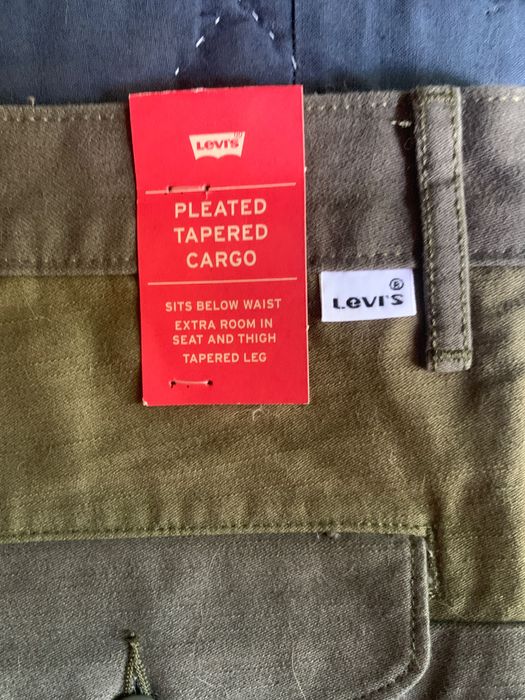 Levi's
PLEATED
TAPERED
CARGO
SITS BELOW WAIST
EXTRA ROOM IN
SEAT AND THIGH
TAPERED LEG
®
Levi's